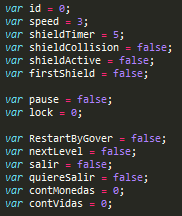 var id = 0;
var speed = 3;
var shieldTimer = 5;
var shieldCollision = false;
var shieldActive = false;
var firstShield = false;
var pause = false;
var lock = 0;
var RestartByGover = false;
var nextLevel = false;
var salir = false;
var quiereSalir = false;
var contMonedas = 0;
var contVidas = 0;